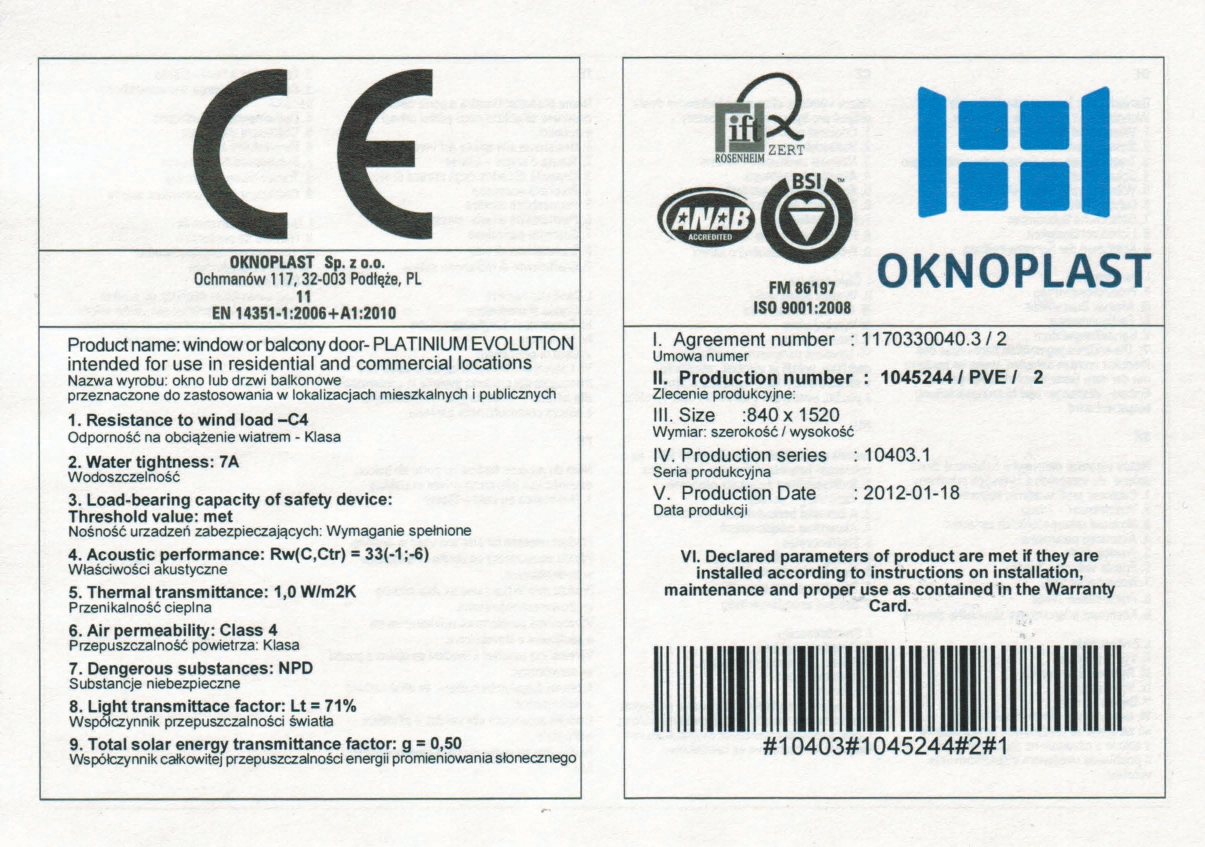 CE
OKNOPLAST Sp. z o.o.
Ochmanów 117, 32-003 Podłęże, PL
11
EN 14351-1:2006+A1:2010
Product name: window or balcony door- PLATINIUM EVOLUTION
intended for use in residential and commercial locations
Nazwa wyrobu: okno lub drzwi balkonowe
przeznaczone do zastosowania w lokalizacjach mieszkalnych i publicznych
1. Resistance to wind load –C4
Odporność na obciążenie wiatrem - Klasa
2. Water tightness: 7A
Wodoszczelność
3. Load-bearing capacity of safety device:
Threshold value: met
Nośność urzadzeń zabezpieczających: Wymaganie spełnione
4. Acoustic performance: Rw(C,Ctr) = 33(-1;-6)
Właściwości akustyczne
5. Thermal transmittance: 1,0 W/m2K
Przenikalność cieplna
6. Air permeability: Class 4
Przepuszczalność powietrza: Klasa
7. Dengerous substances: NPD
Substancje niebezpieczne
8. Light transmittace factor: Lt = 71%
Współczynnik przepuszczalności światła
9. Total solar energy transmittance factor: g = 0,50
Współczynnik całkowitej przepuszczalności energii promieniowania słonecznego
ift
ROSENHEIM ZERT
ANAB
ACCREDITED
BSI ™
FM 86197
ISO 9001:2008
OKNOPLAST
I. Agreement number : 1170330040.3 / 2
Umowa numer
II. Production number : 1045244 / PVE / 2
Zlecenie produkcyjne:
III. Size :840 x 1520
Wymiar: szerokość / wysokość
IV. Production series : 10403.1
Seria produkcyjna
V. Production Date : 2012-01-18
Data produkcji
VI. Declared parameters of product are met if they are
installed according to instructions on installation,
maintenance and proper use as contained in the Warranty
Card.
#10403#1045244#2#1